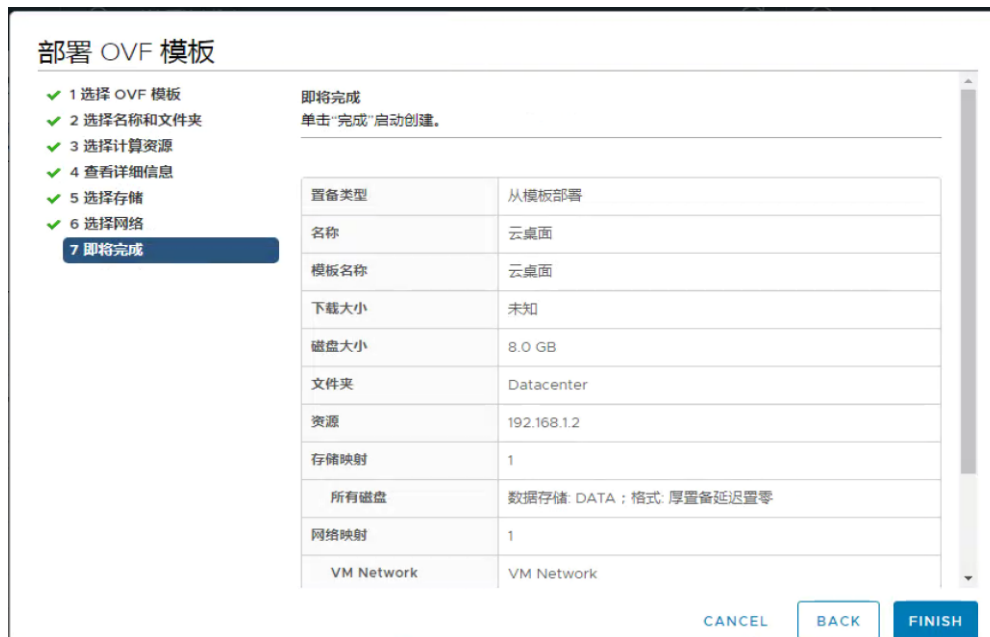 部署 OVF 模板
1 选择 OVF 模板
2 选择名称和文件夹
3 选择计算资源
4 查看详细信息
5 选择存储
6 选择网络
7 即将完成
即将完成
单击“完成”启动创建。
置备类型 从模板部署
名称 云桌面
模板名称 云桌面
下载大小 未知
磁盘大小 8.0 GB
文件夹 Datacenter
资源 192.168.1.2
存储映射 1
所有磁盘 数据存储: DATA ; 格式: 厚置备延迟置零
网络映射 1
VM Network VM Network
CANCEL BACK FINISH